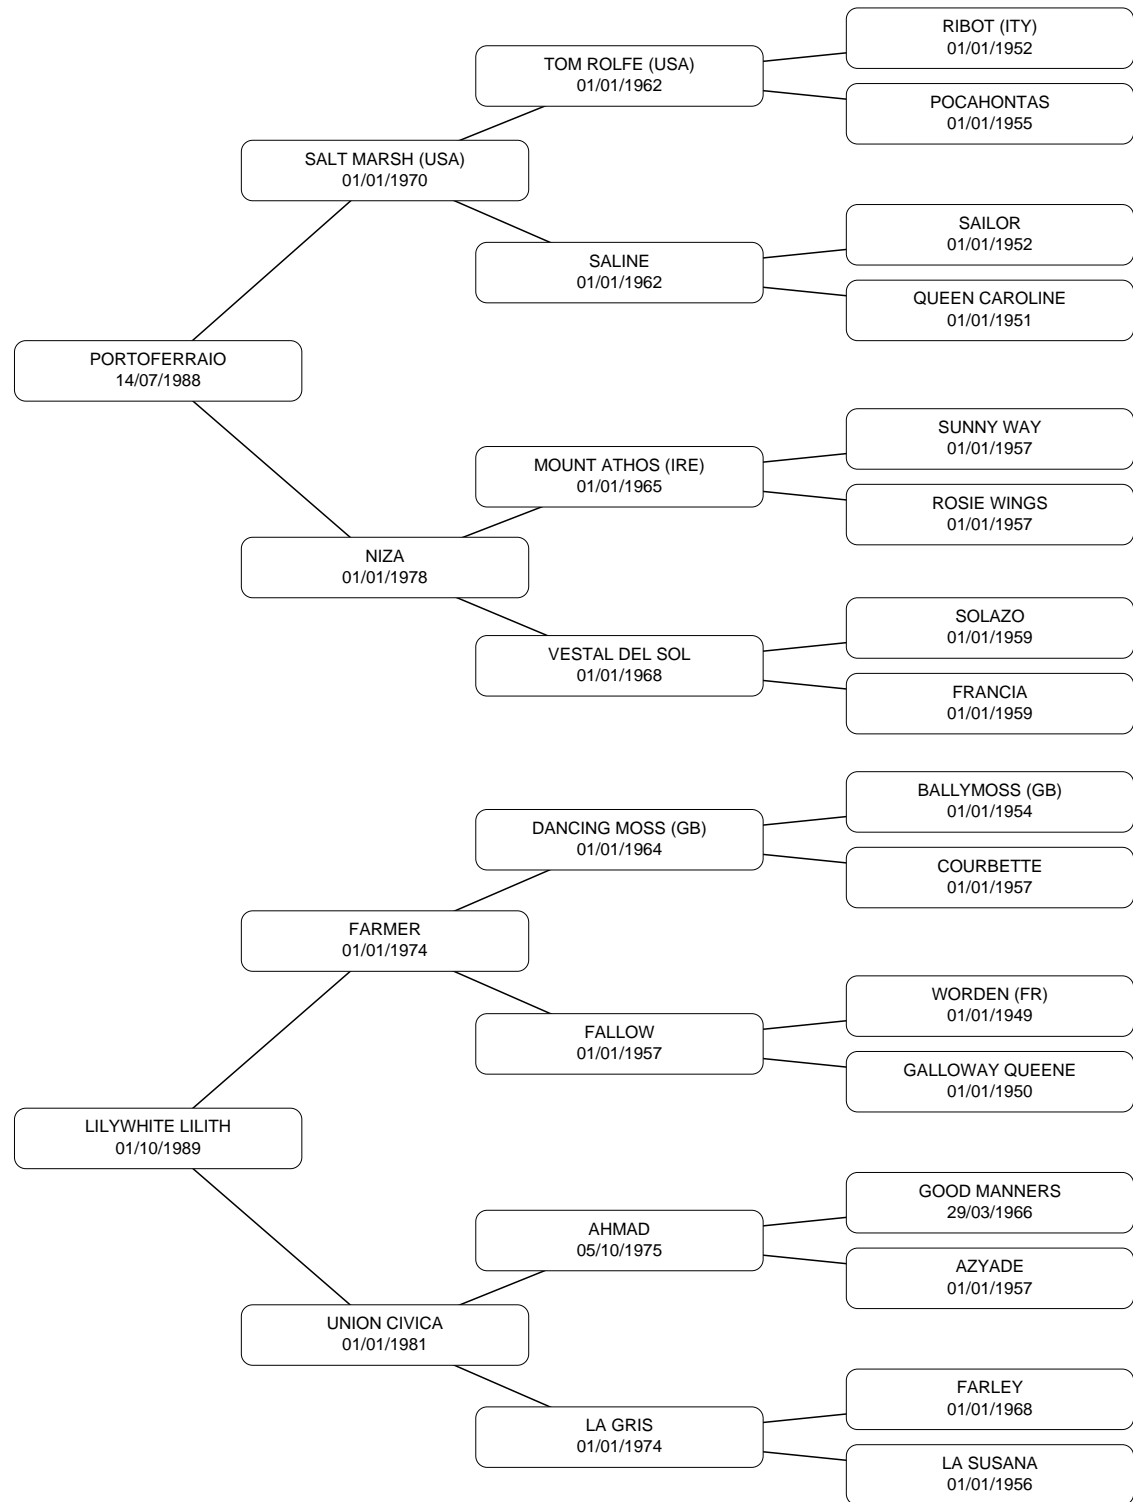 RIBOT (ITY)
01/01/1952
TOM ROLFE (USA)
01/01/1962
POCAHONTAS
01/01/1955
SALT MARSH (USA)
01/01/1970
SAILOR
01/01/1952
SALINE
01/01/1962
QUEEN CAROLINE
01/01/1951
PORTOFERRAIO
14/07/1988
SUNNY WAY
01/01/1957
MOUNT ATHOS (IRE)
01/01/1965
ROSIE WINGS
01/01/1957
NIZA
01/01/1978
SOLAZO
01/01/1959
VESTAL DEL SOL
01/01/1968
FRANCIA
01/01/1959
BALLYMOSS (GB)
01/01/1954
DANCING MOSS (GB)
01/01/1964
COURBETTE
01/01/1957
FARMER
01/01/1974
WORDEN (FR)
01/01/1949
FALLOW
01/01/1957
GALLOWAY QUEENE
01/01/1950
LILYWHITE LILITH
01/10/1989
GOOD MANNERS
29/03/1966
AHMAD
05/10/1975
AZYADE
01/01/1957
UNION CIVICA
01/01/1981
FARLEY
01/01/1968
LA GRIS
01/01/1974
LA SUSANA
01/01/1956